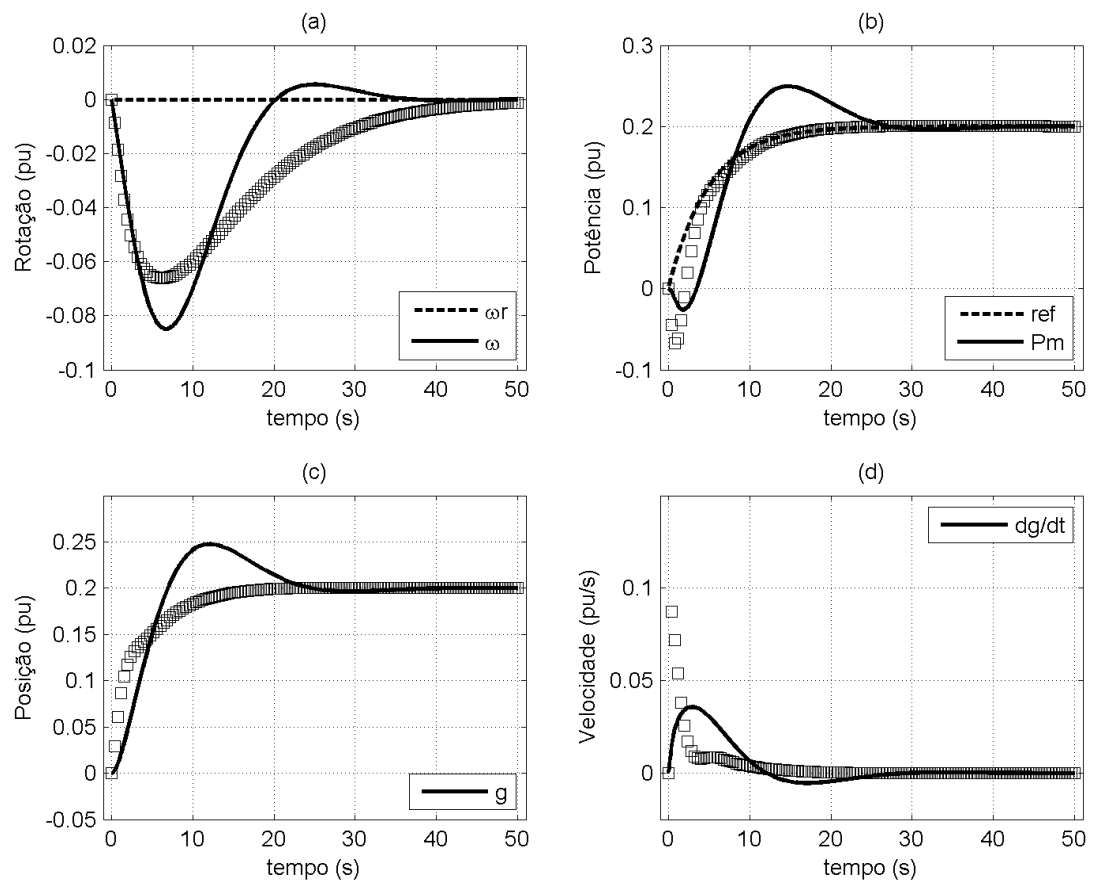 (a)
0.02
0
-0.02
-0.04
-0.06
-0.08
-0.1
Rotação (pu)
ωr
ω
0 10 20 30 40 50
tempo (s)
(b)
0.3
0.2
0.1
0
-0.1
Potência (pu)
ref
Pm
0 10 20 30 40 50
tempo (s)
(c)
0.25
0.2
0.15
0.1
0.05
0
-0.05
Posição (pu)
g
0 10 20 30 40 50
tempo (s)
(d)
dg/dt
0.1
0.05
0
Velocidade (pu/s)
0 10 20 30 40 50
tempo (s)